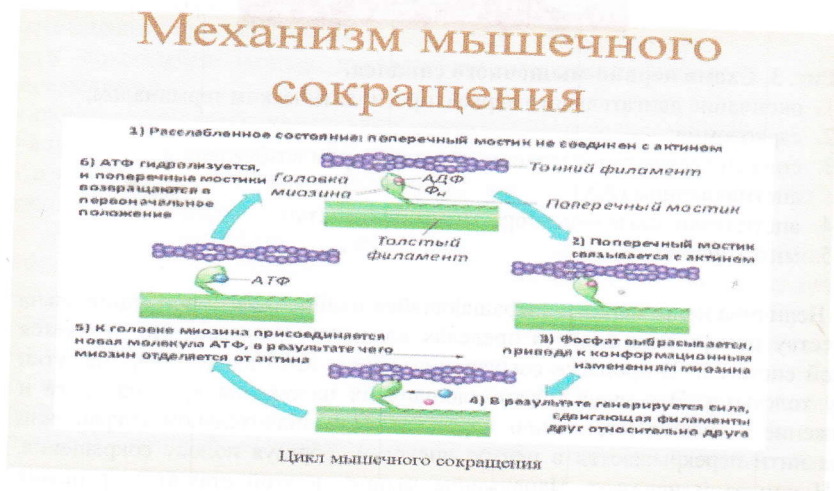 Механизм мышечного
сокращения
1) Расслабленное состояние: поперечный мостик не соединен с актином
6) АТФ гидролизуется,
и поперечные мостики
возвращаются в
первоначальное
положение
Головка
миозина
АДФ
Фн
Тонкий филамент
Поперечный мостик
Толстый
филамент
2) Поперечный мостик
связывается с актином
АТФ
5) К головке миозина присоединяется
новая молекула АТФ, в результате чего
миозин отделяется от актина
3) Фосфат выбрасывается,
приводя к конформационным
изменениям миозина
4) В результате генерируется сила,
сдвигающая филаменты
друг относительно друга
Цикл мышечного сокращения